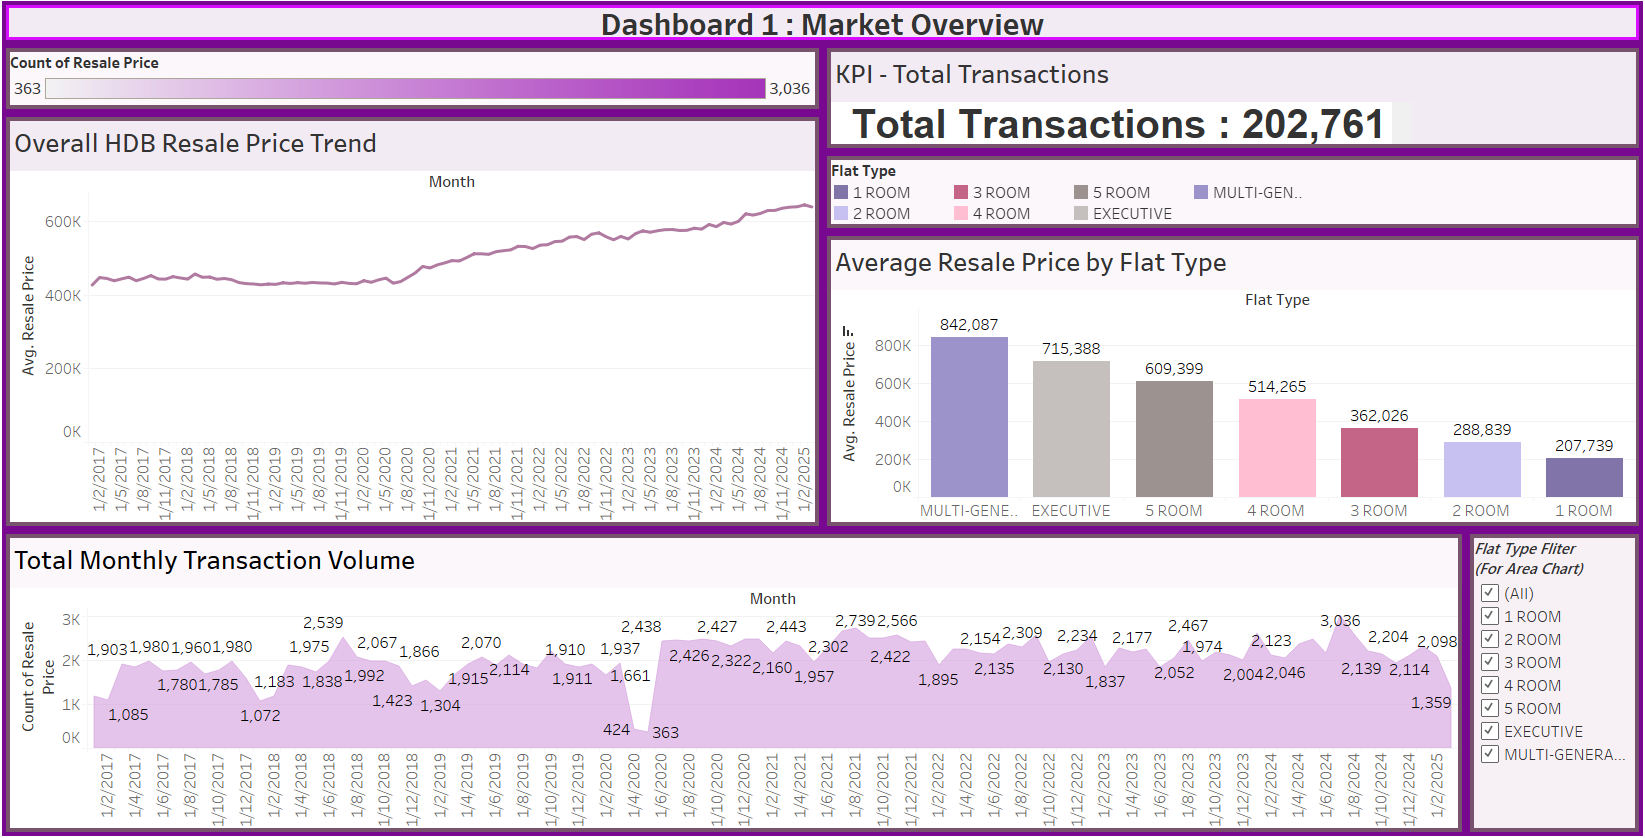 Dashboard 1 : Market Overview
Count of Resale Price
363 3,036
KPI - Total Transactions
Total Transactions : 202,761
Overall HDB Resale Price Trend
Month
Avg. Resale Price
600K
400K
200K
0K
1/2/2017 1/5/2017 1/8/2017 1/11/2017 1/2/2018 1/5/2018 1/8/2018 1/11/2018 1/2/2019 1/5/2019 1/8/2019 1/11/2019 1/2/2020 1/5/2020 1/8/2020 1/11/2020 1/2/2021 1/5/2021 1/8/2021 1/11/2021 1/2/2022 1/5/2022 1/8/2022 1/11/2022 1/2/2023 1/5/2023 1/8/2023 1/11/2023 1/2/2024 1/5/2024 1/8/2024 1/11/2024 1/2/2025
Flat Type
1 ROOM 3 ROOM 5 ROOM MULTI-GEN..
2 ROOM 4 ROOM EXECUTIVE
Average Resale Price by Flat Type
Flat Type
Avg. Resale Price
800K
600K
400K
200K
0K
842,087
715,388
609,399
514,265
362,026
288,839
207,739
MULTI-GENE.. EXECUTIVE 5 ROOM 4 ROOM 3 ROOM 2 ROOM 1 ROOM
Total Monthly Transaction Volume
Month
Count of Resale
Price
3K
2K
1K
0K
1,903 1,085 1,980 1,780 1,960 1,785 1,980 1,072 1,183 1,975 1,838 2,539 1,992 2,067 1,423 1,866 1,304 1,915 2,070 2,114 1,910 1,911 1,937 1,661 424 2,438 363 2,426 2,427 2,322 2,160 2,443 1,957 2,302 2,739 2,422 2,566 1,895 2,154 2,135 2,309 2,130 2,234 1,837 2,177 2,052 2,467 1,974 2,004 2,123 2,046 3,036 2,139 2,204 2,114 2,098 1,359
1/2/2017 1/4/2017 1/6/2017 1/8/2017 1/10/2017 1/12/2017 1/2/2018 1/4/2018 1/6/2018 1/8/2018 1/10/2018 1/12/2018 1/2/2019 1/4/2019 1/6/2019 1/8/2019 1/10/2019 1/12/2019 1/2/2020 1/4/2020 1/6/2020 1/8/2020 1/10/2020 1/12/2020 1/2/2021 1/4/2021 1/6/2021 1/8/2021 1/10/2021 1/12/2021 1/2/2022 1/4/2022 1/6/2022 1/8/2022 1/10/2022 1/12/2022 1/2/2023 1/4/2023 1/6/2023 1/8/2023 1/10/2023 1/12/2023 1/2/2024 1/4/2024 1/6/2024 1/8/2024 1/10/2024 1/12/2024 1/2/2025
Flat Type Fliter
(For Area Chart)
(All)
1 ROOM
2 ROOM
3 ROOM
4 ROOM
5 ROOM
EXECUTIVE
MULTI-GENERA...